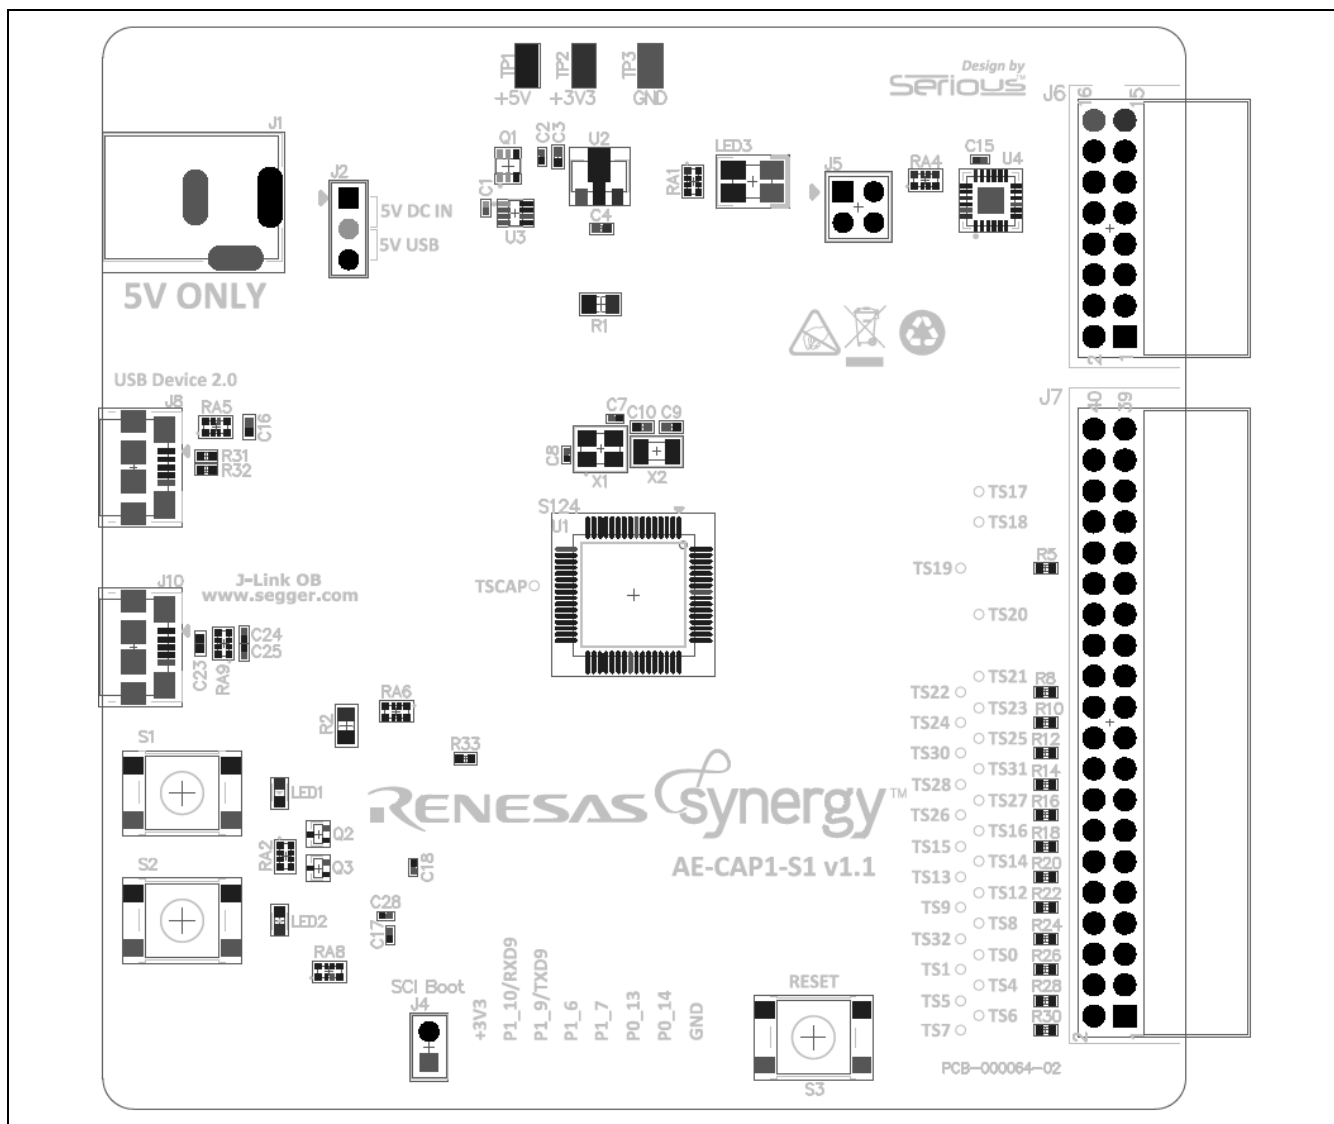 TP1
TP2
TP3
+5V
+3V3
GND
Design by
Serious™
J6
16
15
J1
J2
5V DC IN
5V USB
5V ONLY
Q1
C2
C3
U2
C1
U3
C4
RA1
LED3
J5
RA4
C15
U4
R1
2
1
USB Device 2.0
J8
RA5
C16
R31
R32
C7
C10
C9
C8
X1
X2
J7
40
39
S124
U1
TSCAP
TS17
TS18
TS19
R5
TS20
J-Link OB
www.segger.com
J10
C23
RA9
C24
C25
TS21
R8
TS22
TS23
R10
TS24
TS25
R12
TS30
TS31
R14
TS28
TS27
R16
TS26
TS16
R18
TS15
TS14
R20
TS13
TS12
R22
TS9
TS8
R24
TS32
TS0
R26
TS1
TS4
R28
TS5
TS6
R30
TS7
2
1
R2
RA6
R33
S1
LED1
Q2
RA2
Q3
S2
LED2
C18
C28
C17
RA8
RENESAS
synergy™
AE-CAP1-S1 v1.1
SCI Boot
J4
+3V3
P1_10/RXD9
P1_9/TXD9
P1_6
P1_7
P0_13
P0_14
GND
RESET
S3
PCB-000064-02